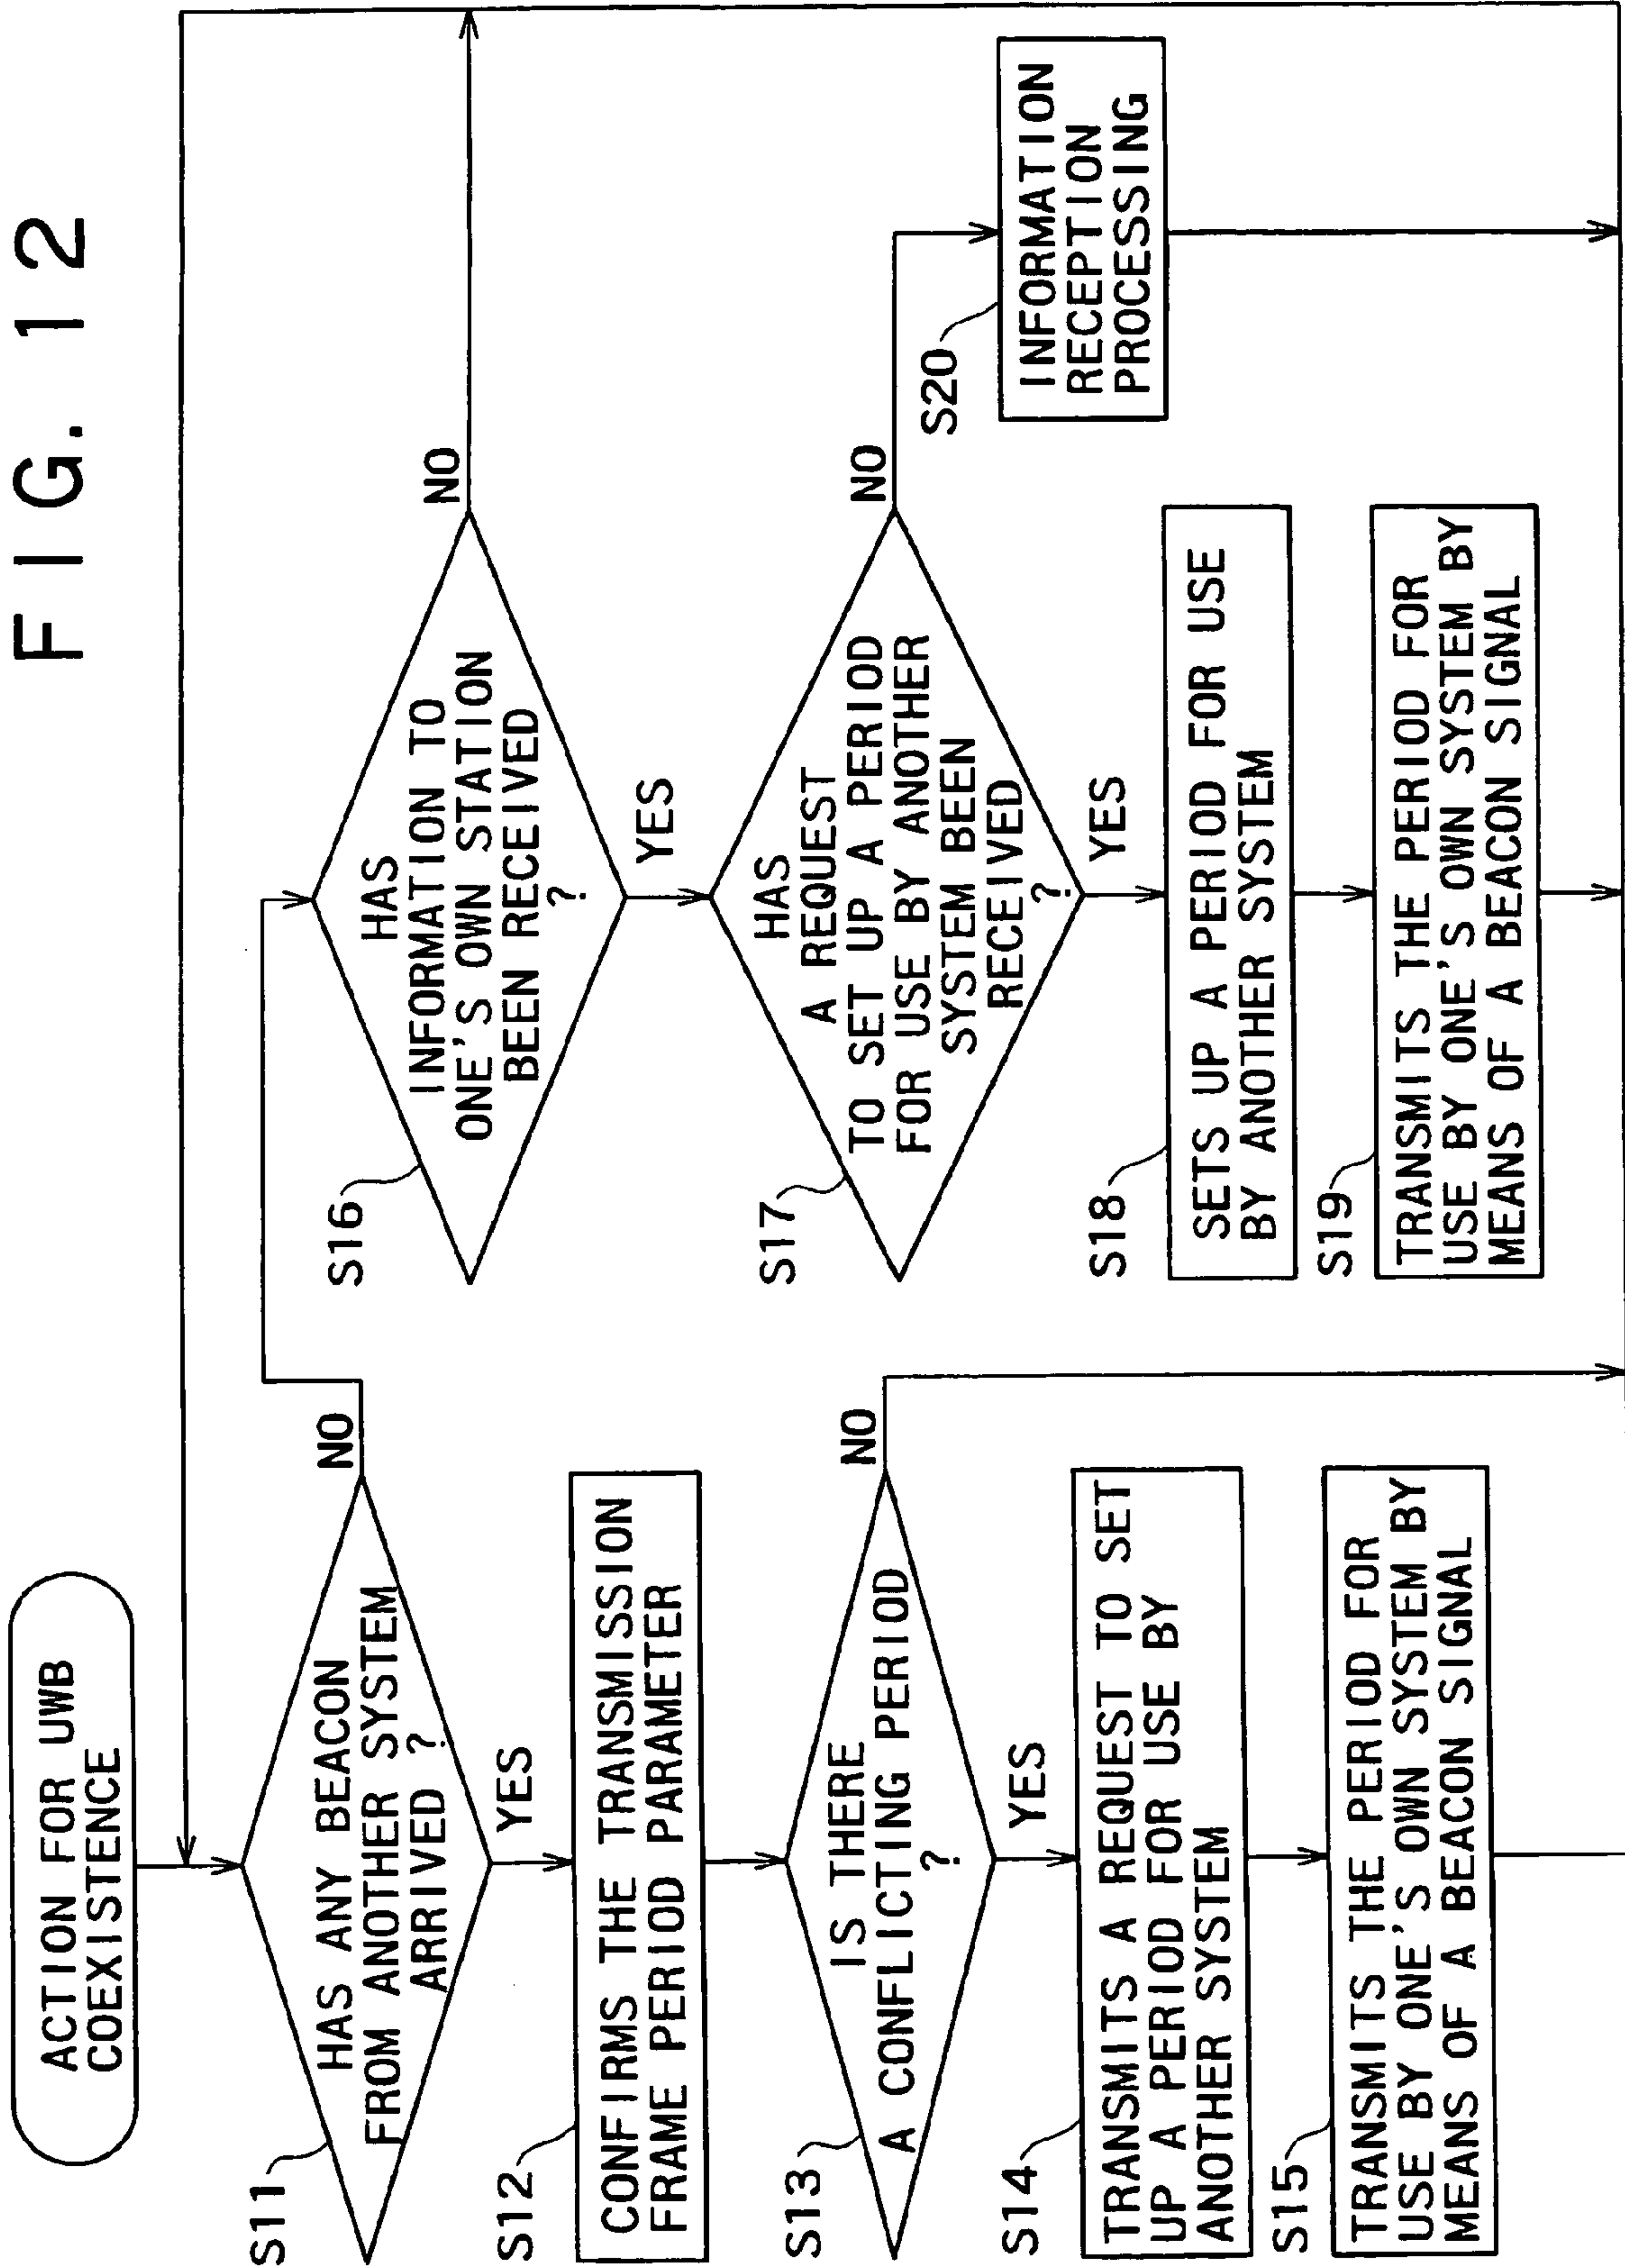 FIG. 12
ACTION FOR UWB
COEXISTENCE
S11
HAS ANY BEACON
FROM ANOTHER SYSTEM
ARRIVED ?
NO
YES
S12
CONFIRMS THE TRANSMISSION
FRAME PERIOD PARAMETER
S13
IS THERE
A CONFLICTING PERIOD
?
NO
YES
S14
TRANSMITS A REQUEST TO SET
UP A PERIOD FOR USE BY
ANOTHER SYSTEM
S15
TRANSMITS THE PERIOD FOR
USE BY ONE'S OWN SYSTEM BY
MEANS OF A BEACON SIGNAL
S16
HAS
INFORMATION TO
ONE'S OWN STATION
BEEN RECEIVED
?
NO
YES
S17
HAS
A REQUEST
TO SET UP A PERIOD
FOR USE BY ANOTHER
SYSTEM BEEN
RECEIVED
?
NO
YES
S18
SETS UP A PERIOD FOR USE
BY ANOTHER SYSTEM
S19
TRANSMITS THE PERIOD FOR
USE BY ONE'S OWN SYSTEM BY
MEANS OF A BEACON SIGNAL
S20
INFORMATION
RECEPTION
PROCESSING